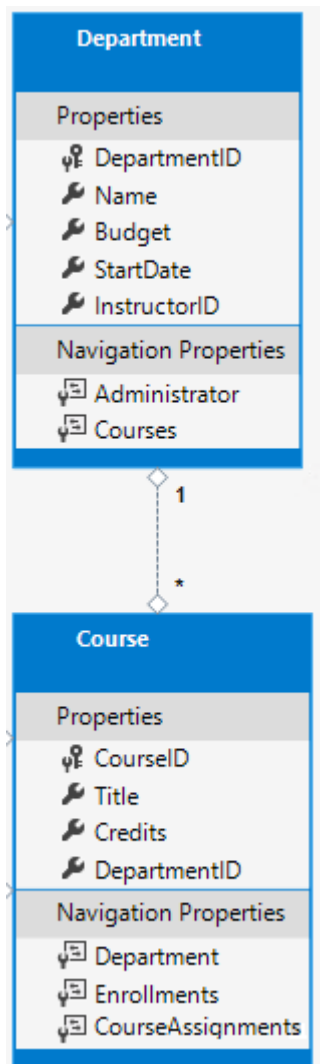 Department
Properties
DepartmentID
Name
Budget
StartDate
InstructorID
Navigation Properties
Administrator
Courses
1
*
Course
Properties
CourseID
Title
Credits
DepartmentID
Navigation Properties
Department
Enrollments
CourseAssignments